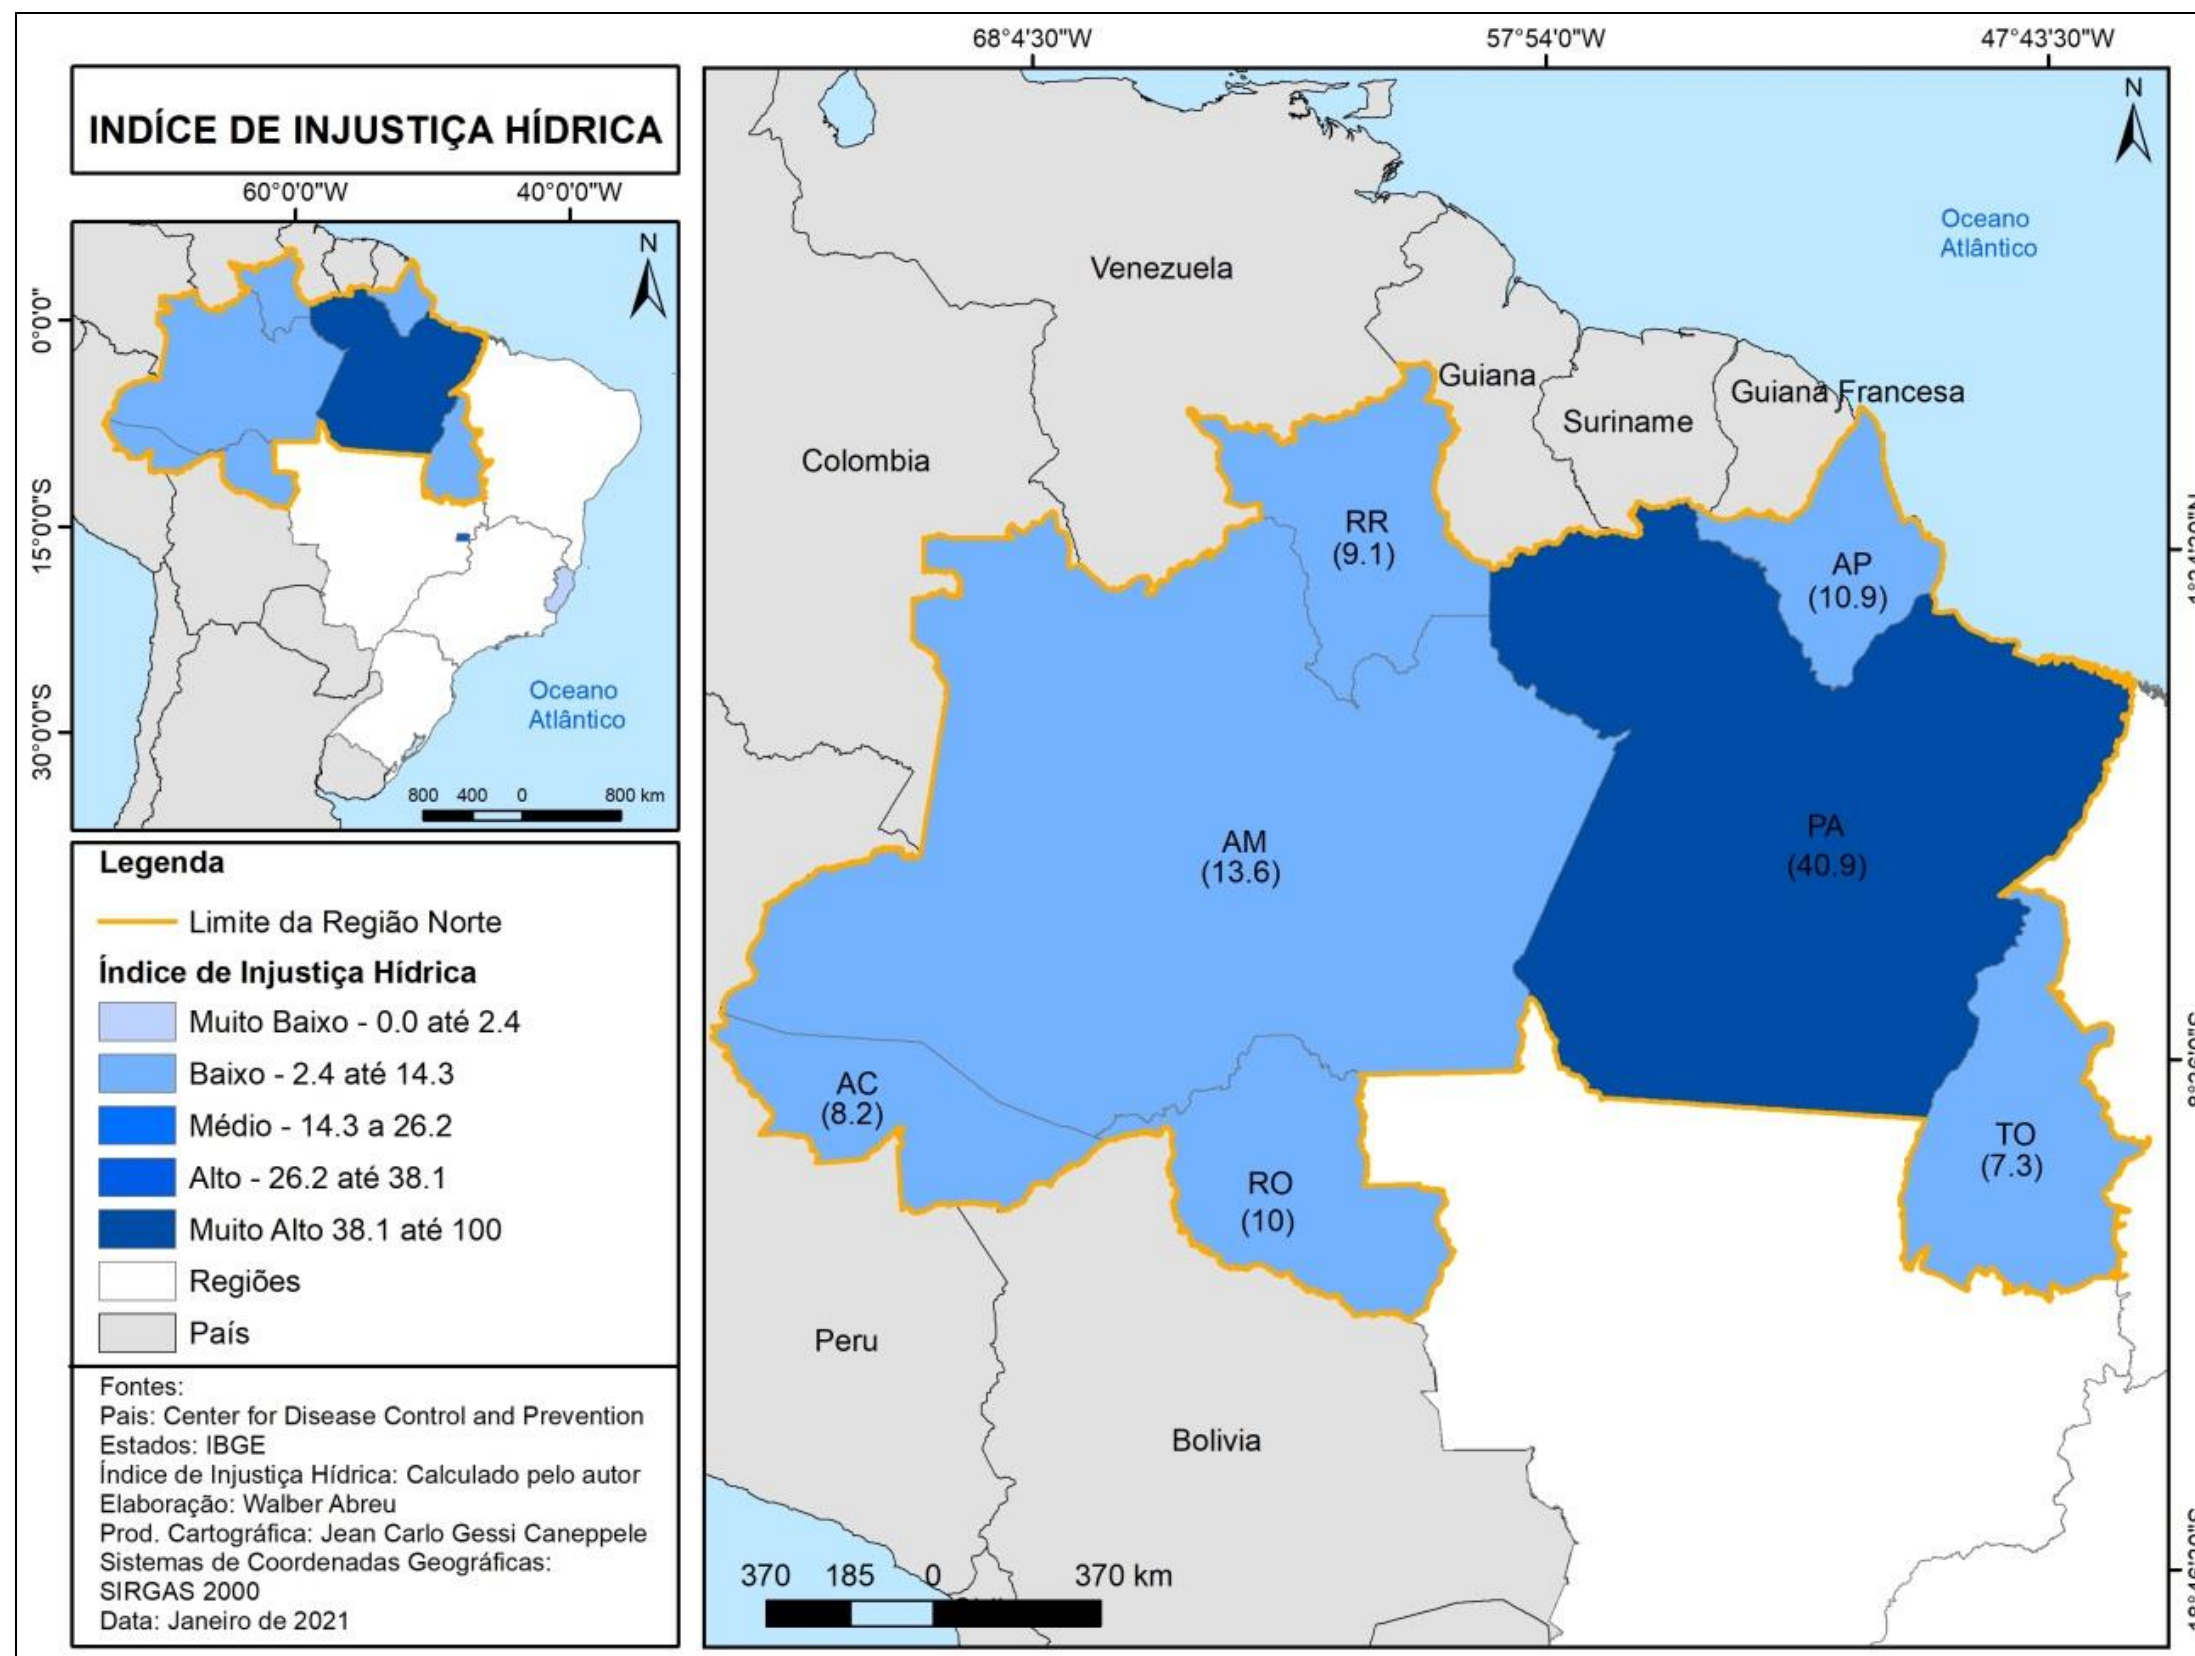 INDÍCE DE INJUSTIÇA HÍDRICA
60°0'0"W 40°0'0"W
N
0°0'0"
15°0'0"S
30°0'0"S
Oceano
Atlântico
800 400 0 800 km
Legenda
Limite da Região Norte
Índice de Injustiça Hídrica
Muito Baixo - 0.0 até 2.4
Baixo - 2.4 até 14.3
Médio - 14.3 a 26.2
Alto - 26.2 até 38.1
Muito Alto 38.1 até 100
Regiões
País
Fontes:
Pais: Center for Disease Control and Prevention
Estados: IBGE
Índice de Injustiça Hídrica: Calculado pelo autor
Elaboração: Walber Abreu
Prod. Cartográfica: Jean Carlo Gessi Caneppele
Sistemas de Coordenadas Geográficas:
SIRGAS 2000
Data: Janeiro de 2021
68°4'30"W 57°54'0"W 47°43'30"W
N
Oceano
Atlântico
Venezuela
Guiana
Guiana Francesa
Suriname
Colombia
RR
(9.1)
AP
(10.9)
AM
(13.6)
PA
(40.9)
AC
(8.2)
RO
(10)
TO
(7.3)
Peru
Bolivia
370 185 0 370 km